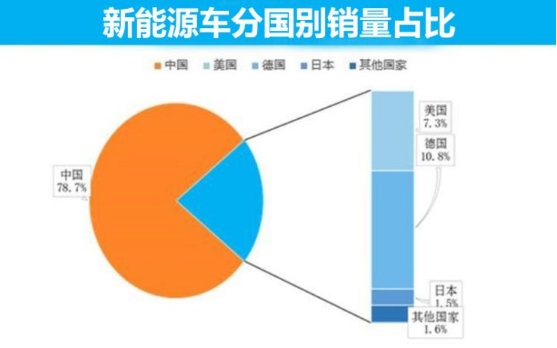 新能源车分国别销量占比
中国
美国
德国
日本
其他国家
中国
78.7%
美国
7.3%
德国
10.8%
日本
1.5%
其他国家
1.6%